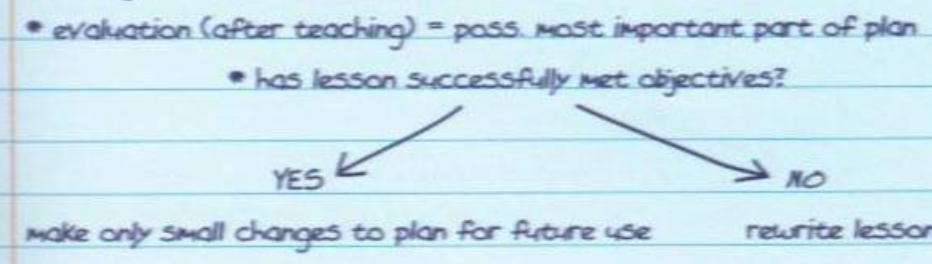 • evaluation (after teaching) = poss. most important part of plan
• has lesson successfully met objectives?
YES NO
make only small changes to plan for future use rewrite lesson